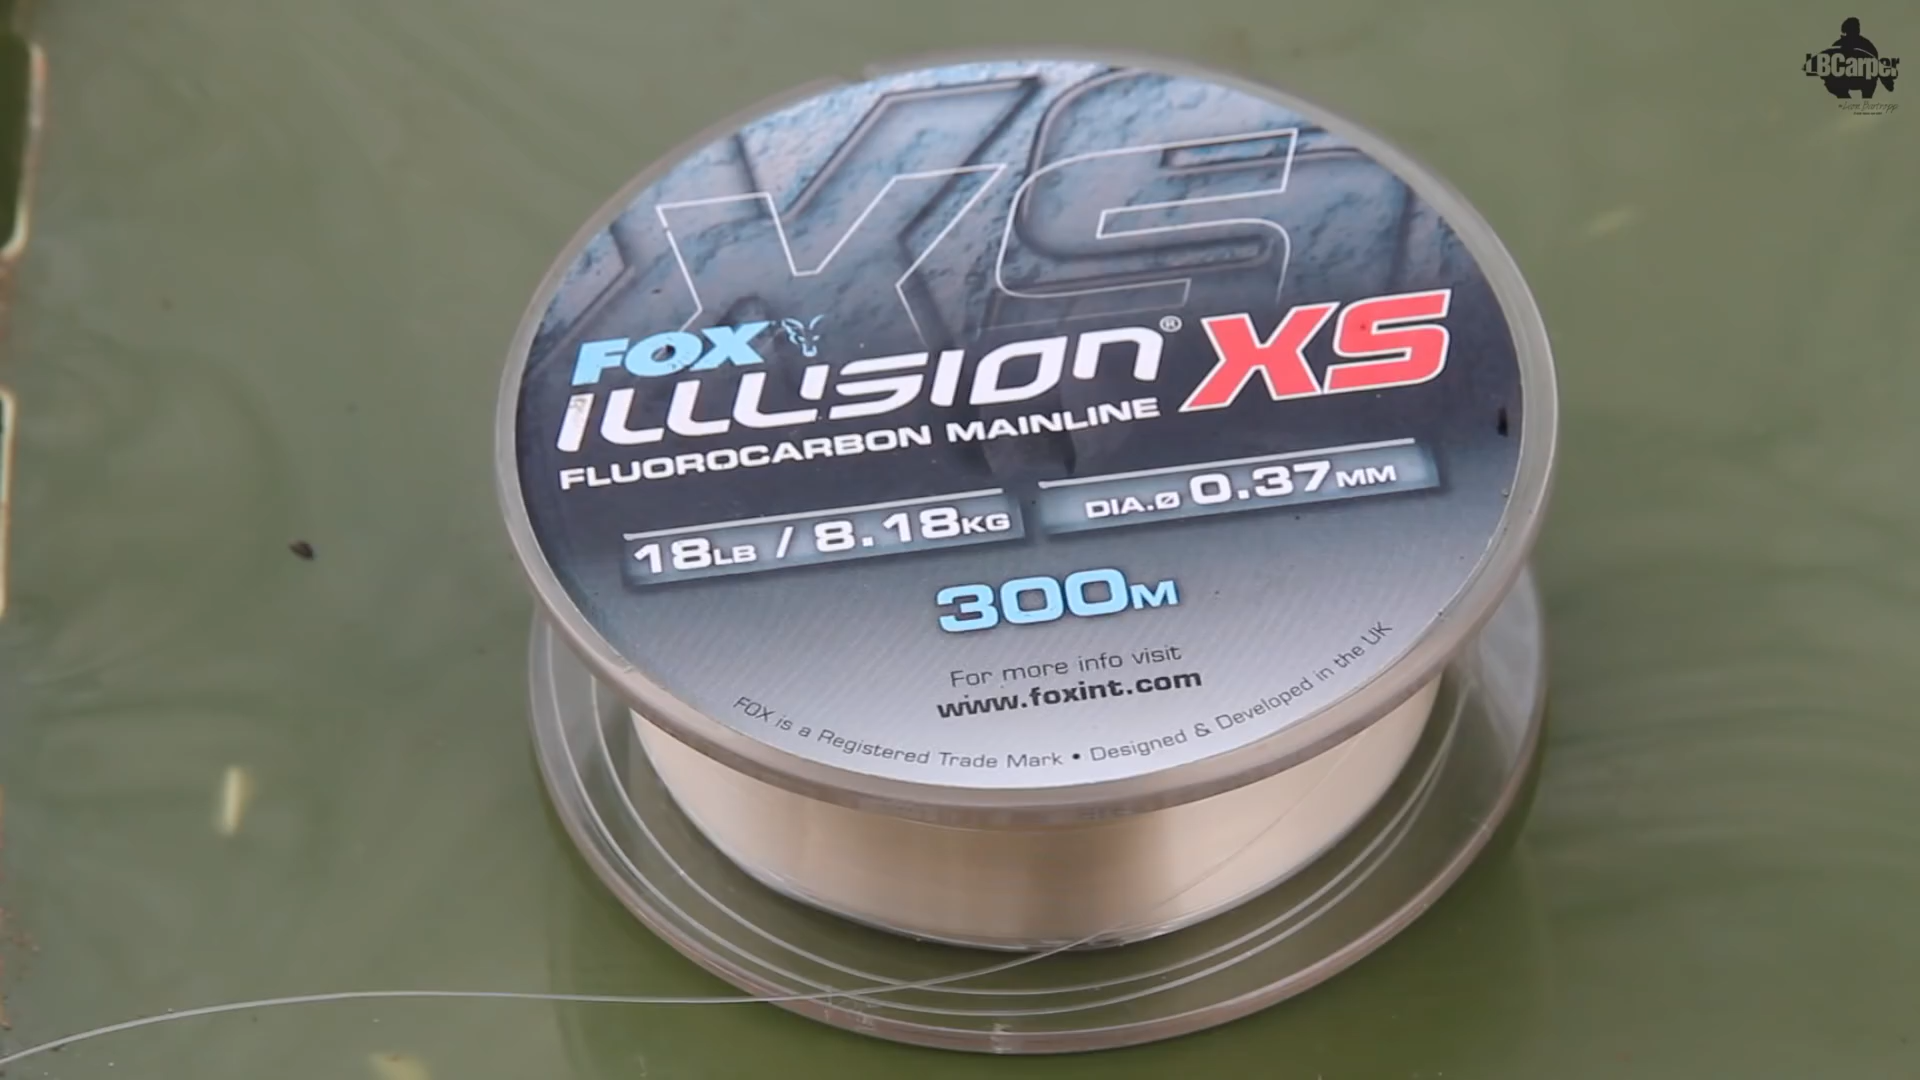 LBCarper
XS
FOX
ILLUSION® XS
FLUOROCARBON MAINLINE
18LB / 8.18KG
DIA.Ø 0.37MM
300M
For more info visit
www.foxint.com
FOX is a Registered Trade Mark • Designed & Developed in the UK